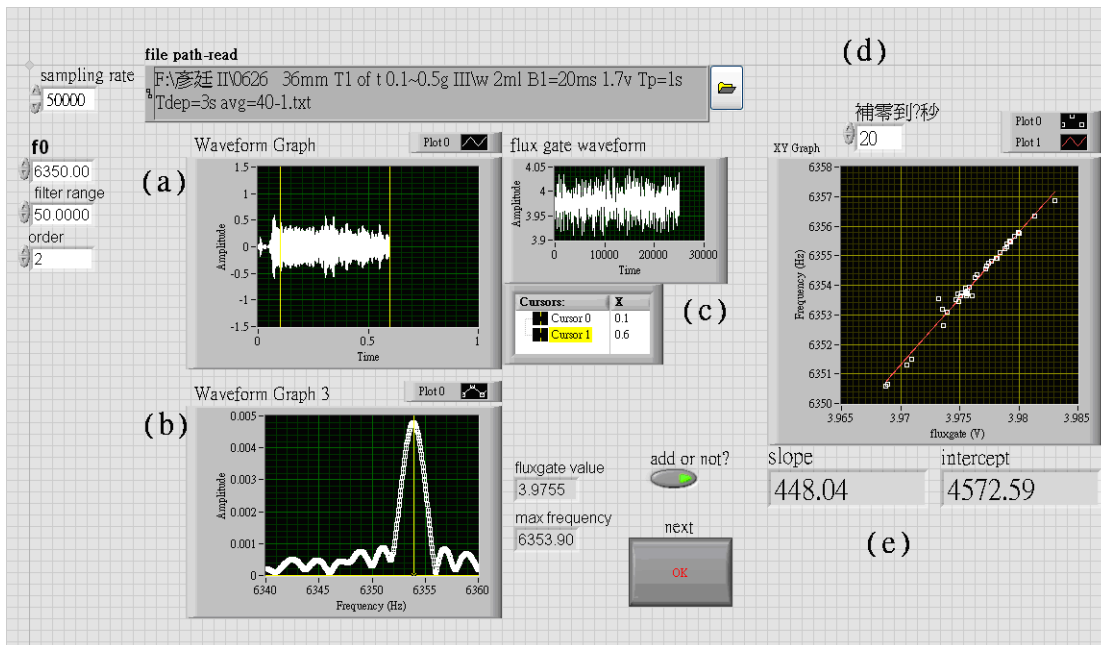 (d)
file path-read
sampling rate
50000
F:\彥廷 II\0626   36mm T1 of t 0.1~0.5g III\w 2ml B1=20ms 1.7v Tp=1s
Tdep=3s avg=40-1.txt
補零到?秒
20
Plot 0
Plot 1
f0
6350.00
filter range
50.0000
order
2
(a)
Waveform Graph
Plot 0
1.5
1
0.5
0
-0.5
-1
-1.5
Amplitude
0
0.5
1
Time
flux gate waveform
4.05
4
3.95
3.9
Amplitude
0
10000
20000
30000
Time
Cursors:
X
Cursor 0
0.1
Cursor 1
0.6
(c)
XY Graph
6358
6357
6356
6355
6354
6353
6352
6351
6350
Frequency (Hz)
3.965
3.97
3.975
3.98
3.985
fluxgate (V)
(b)
Waveform Graph 3
Plot 0
0.005
0.004
0.003
0.002
0.001
0
Amplitude
6340
6345
6350
6355
6360
Frequency (Hz)
fluxgate value
3.9755
max frequency
6353.90
add or not?
next
OK
slope
448.04
intercept
4572.59
(e)